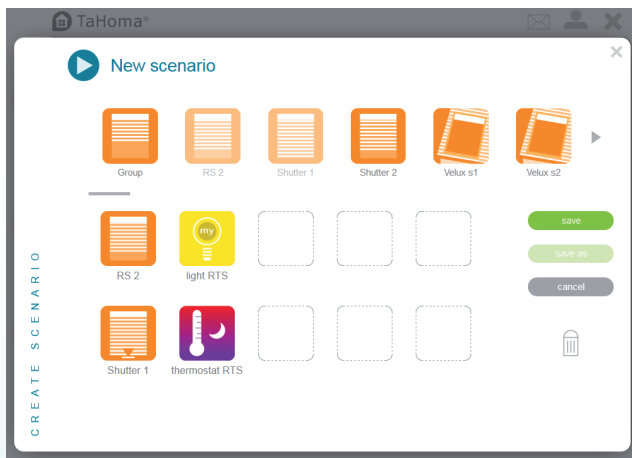 TaHoma®
New scenario
Group
RS 2
Shutter 1
Shutter 2
Velux s1
Velux s2
CREATE SCENARIO
my
RS 2
light RTS
save
save as
cancel
Shutter 1
thermostat RTS